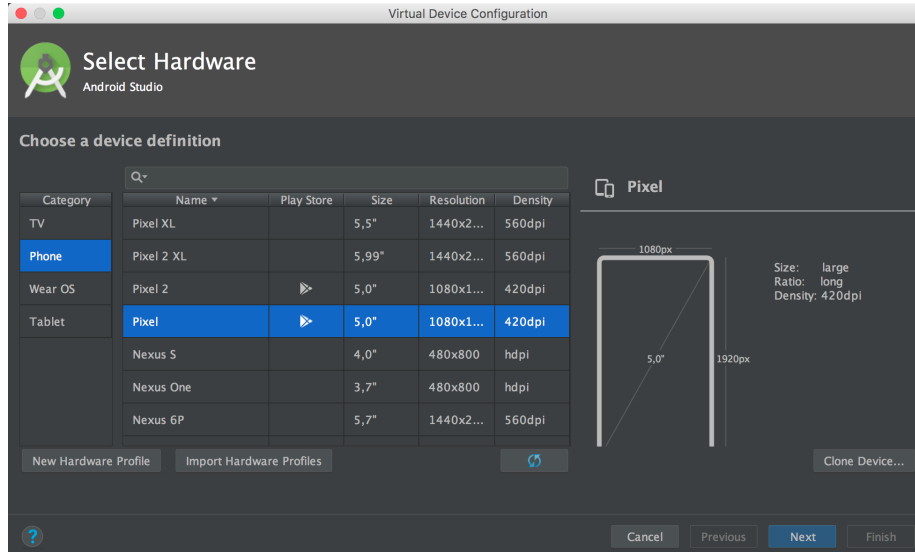 Virtual Device Configuration
Select Hardware
Android Studio
Choose a device definition
Category Name Play Store Size Resolution Density
TV
Phone
Wear OS
Tablet
Pixel XL 5,5" 1440x2... 560dpi
Pixel 2 XL 5,99" 1440x2... 560dpi
Pixel 2 5,0" 1080x1... 420dpi
Pixel 5,0" 1080x1... 420dpi
Nexus S 4,0" 480x800 hdpi
Nexus One 3,7" 480x800 hdpi
Nexus 6P 5,7" 1440x2... 560dpi
New Hardware Profile Import Hardware Profiles
Pixel
1080px
5,0"
1920px
Size: large
Ratio: long
Density: 420dpi
Clone Device...
? Cancel Previous Next Finish